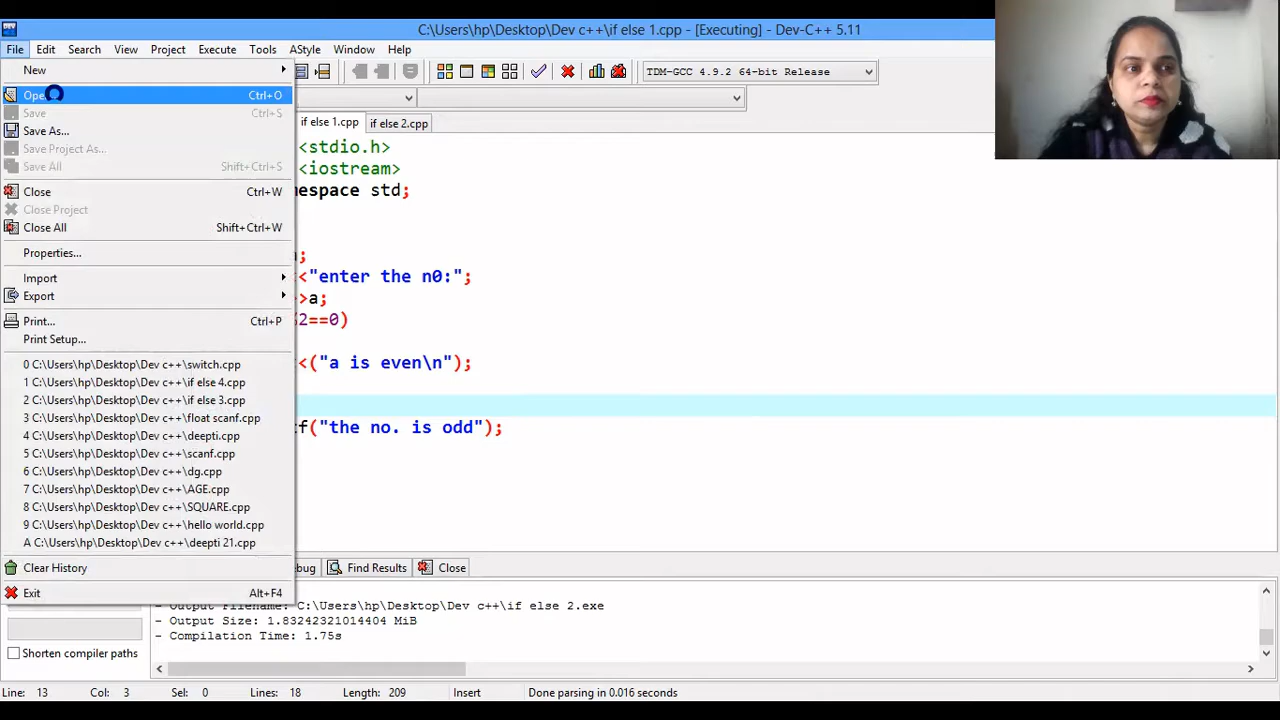 C:\Users\hp\Desktop\Dev c++\if else 1.cpp - [Executing] - Dev-C++ 5.11
File Edit Search View Project Execute Tools AStyle Window Help
TDM-GCC 4.9.2 64-bit Release
New
Ctrl+O
Save Ctrl+S
Save As...
Save Project As...
Save All Shift+Ctrl+S
Close Ctrl+W
Close Project
Close All Shift+Ctrl+W
Properties...
Import
Export
Print... Ctrl+P
Print Setup...
0 C:\Users\hp\Desktop\Dev c++\switch.cpp
1 C:\Users\hp\Desktop\Dev c++\if else 4.cpp
2 C:\Users\hp\Desktop\Dev c++\if else 3.cpp
3 C:\Users\hp\Desktop\Dev c++\float scanf.cpp
4 C:\Users\hp\Desktop\Dev c++\deepti.cpp
5 C:\Users\hp\Desktop\Dev c++\scanf.cpp
6 C:\Users\hp\Desktop\Dev c++\dg.cpp
7 C:\Users\hp\Desktop\Dev c++\AGE.cpp
8 C:\Users\hp\Desktop\Dev c++\SQUARE.cpp
9 C:\Users\hp\Desktop\Dev c++\hello world.cpp
A C:\Users\hp\Desktop\Dev c++\deepti 21.cpp
Clear History
Exit Alt+F4
if else 1.cpp if else 2.cpp
<stdio.h>
<iostream>
std;
<"enter the n0:";
>a;
2==0)
<("a is even\n");
("the no. is odd");
Find Results Close
- Output Filename: C:\Users\hp\Desktop\Dev c++\if else 2.exe
- Output Size: 1.83242321014404 MiB
- Compilation Time: 1.75s
Shorten compiler paths
Line: 13 Col: 3 Sel: 0 Lines: 18 Length: 209 Insert Done parsing in 0.016 seconds